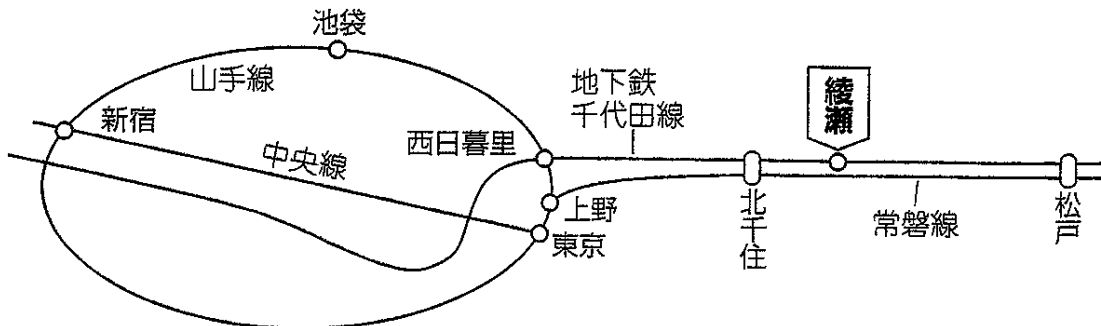 池袋
山手線
新宿
中央線
西日暮里
上野
東京
地下鉄
千代田線
綾瀬
北千住
常磐線
松戸